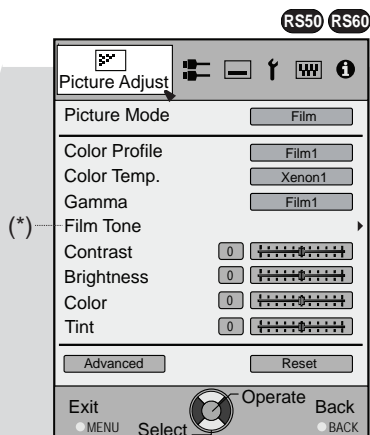 RS50 RS60
Picture Adjust
Picture Mode Film
Color Profile Film1
Color Temp. Xenon1
Gamma Film1
(*) Film Tone
Contrast 0
Brightness 0
Color 0
Tint 0
Advanced Reset
Exit Operate Back
MENU Select BACK